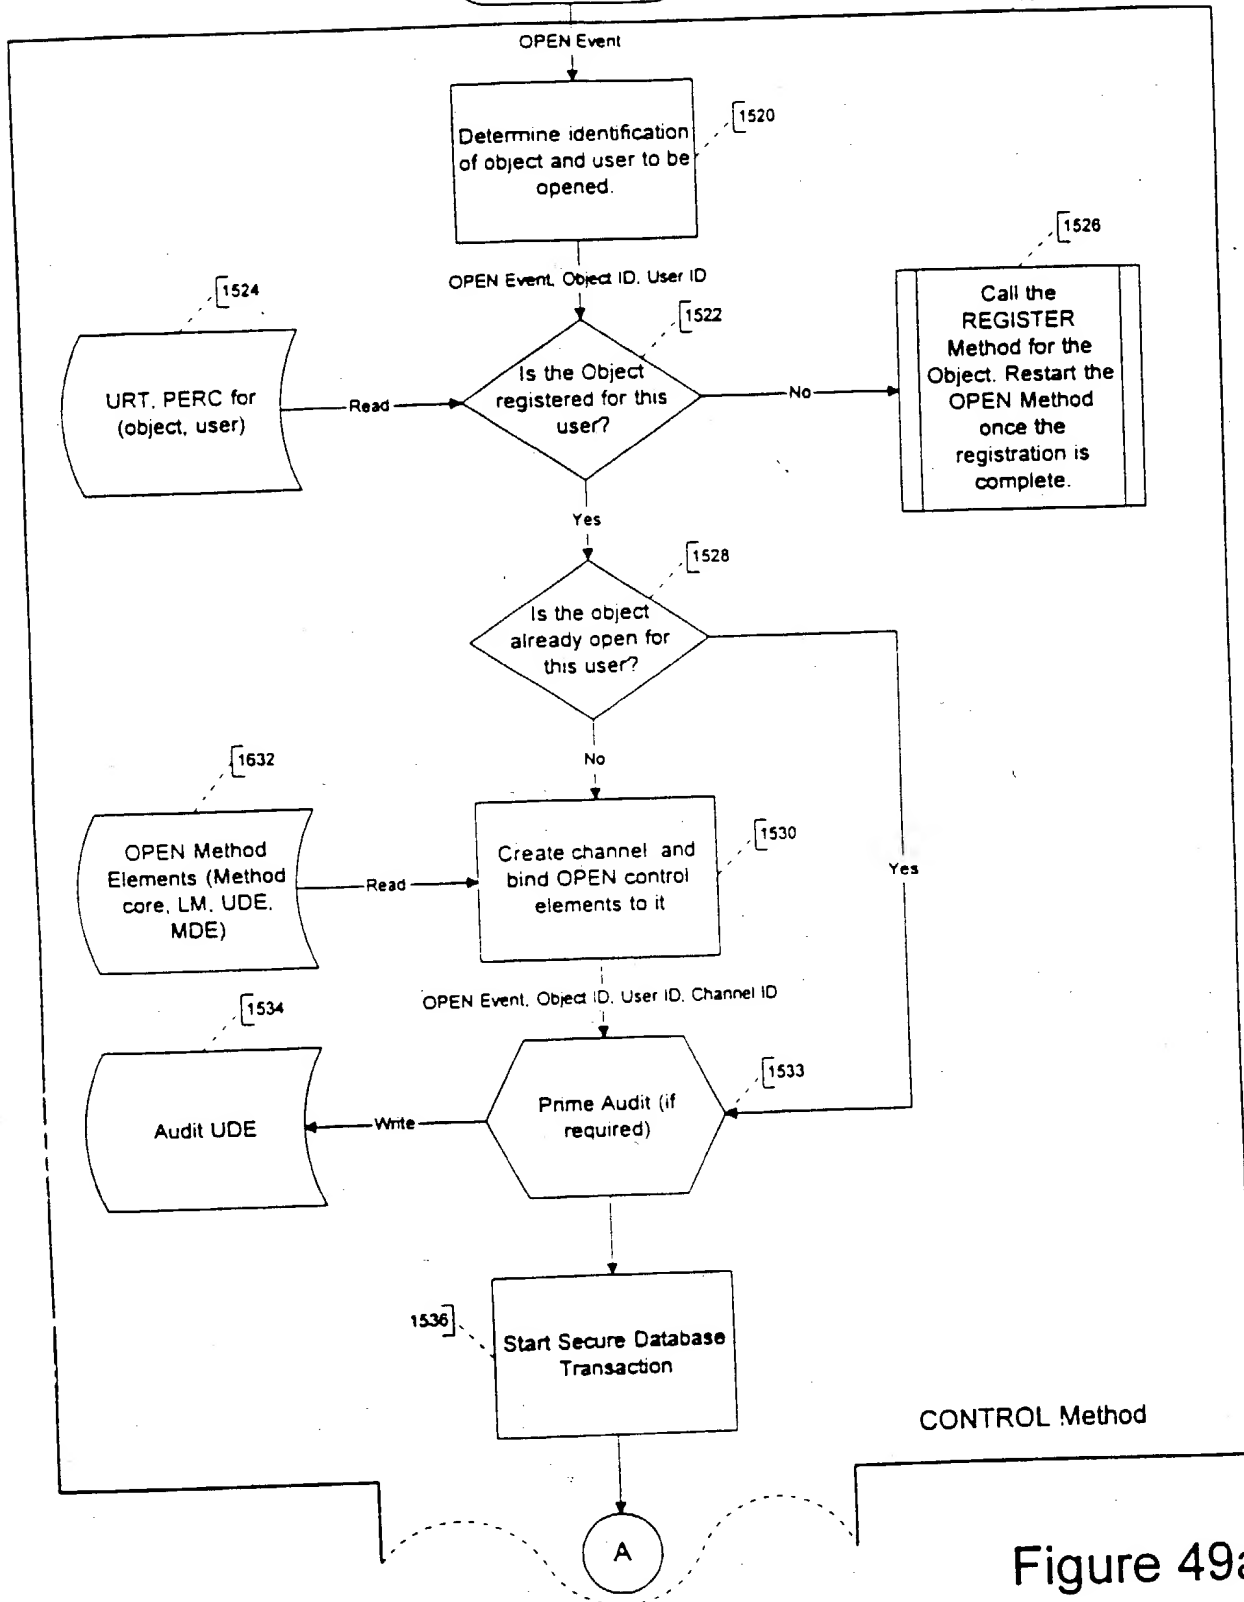 OPEN Event
1520
Determine identification
of object and user to be
opened.
1526
OPEN Event, Object ID, User ID
1524
1522
Call the
REGISTER
Method for the
Object. Restart the
OPEN Method
once the
registration is
complete.
URT, PERC for
(object, user)
Read
Is the Object
registered for this
user?
No
Yes
1528
Is the object
already open for
this user?
1632
No
OPEN Method
Elements (Method
core, LM, UDE,
MDE)
Read
Create channel and
bind OPEN control
elements to it
1530
Yes
OPEN Event, Object ID, User ID, Channel ID
1534
1533
Audit UDE
Write
Prime Audit (if
required)
1536
Start Secure Database
Transaction
CONTROL Method
A
Figure 49a